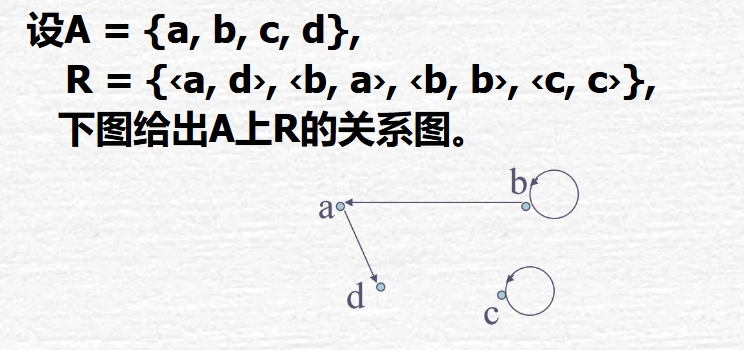 设A = {a, b, c, d},
R = {‹a, d›, ‹b, a›, ‹b, b›, ‹c, c›},
下图给出A上R的关系图。
b
a
d
c